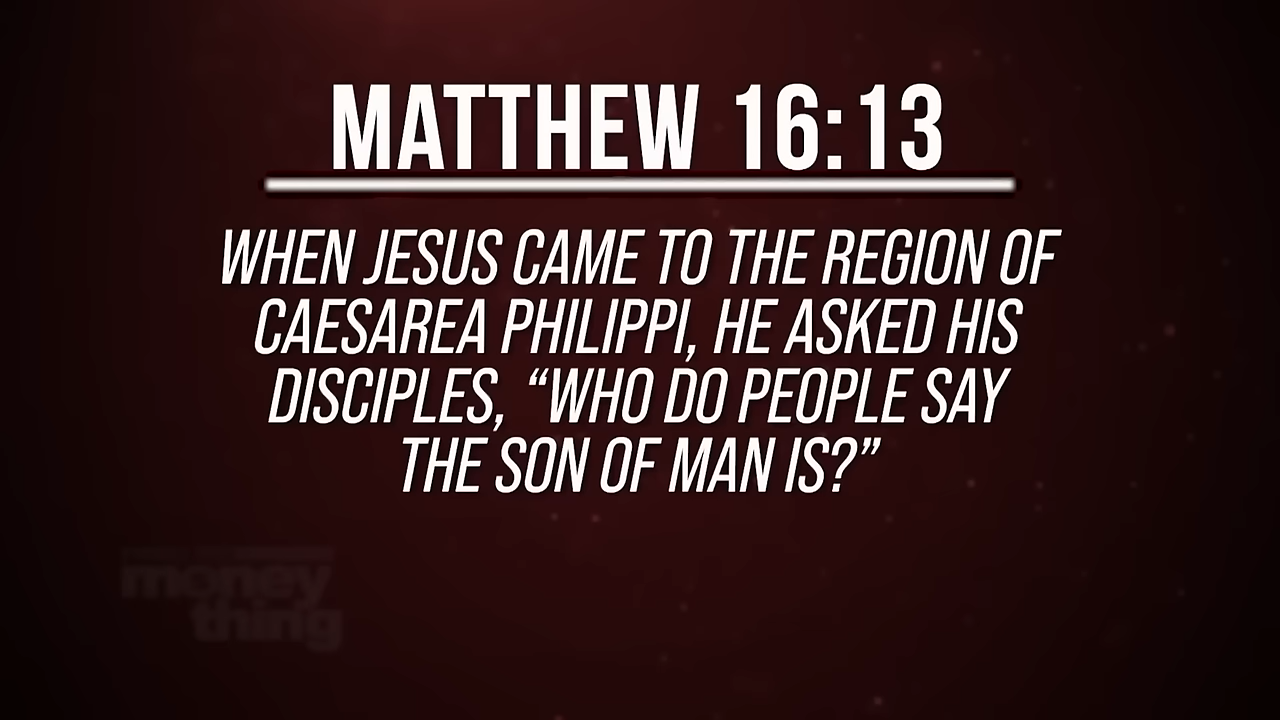 MATTHEW 16:13
WHEN JESUS CAME TO THE REGION OF
CAESAREA PHILIPPI, HE ASKED HIS
DISCIPLES, “WHO DO PEOPLE SAY
THE SON OF MAN IS?”
money
thing